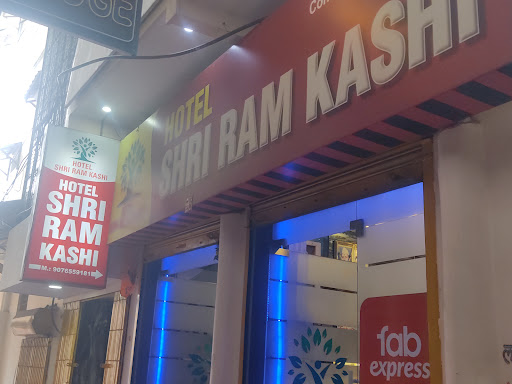 HOTEL
SHRI RAM KASHI
HOTEL
SHRI RAM KASHI
HOTEL
SHRI
RAM
KASHI
fab
express